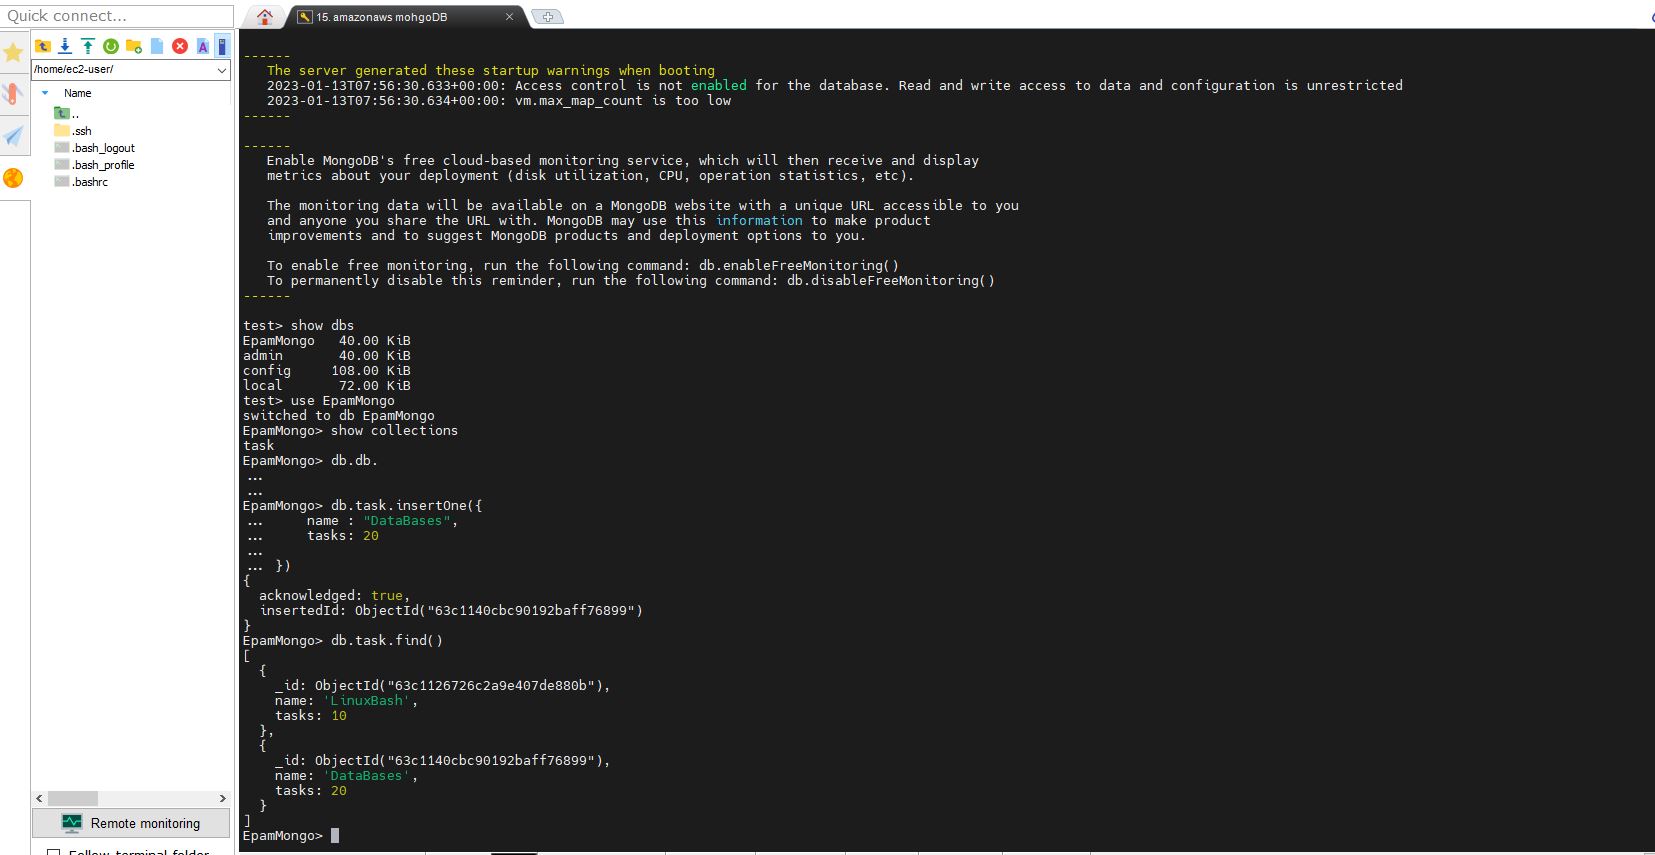 Quick connect...
15. amazonaws mohgoDB
/home/ec2-user/
Name
..
.ssh
.bash_logout
.bash_profile
.bashrc
Remote monitoring
Follow terminal folder
------
The server generated these startup warnings when booting
2023-01-13T07:56:30.633+00:00: Access control is not enabled for the database. Read and write access to data and configuration is unrestricted
2023-01-13T07:56:30.634+00:00: vm.max_map_count is too low
------
------
Enable MongoDB's free cloud-based monitoring service, which will then receive and display
metrics about your deployment (disk utilization, CPU, operation statistics, etc).
The monitoring data will be available on a MongoDB website with a unique URL accessible to you
and anyone you share the URL with. MongoDB may use this information to make product
improvements and to suggest MongoDB products and deployment options to you.
To enable free monitoring, run the following command: db.enableFreeMonitoring()
To permanently disable this reminder, run the following command: db.disableFreeMonitoring()
------
test> show dbs
EpamMongo   40.00 KiB
admin       40.00 KiB
config     108.00 KiB
local       72.00 KiB
test> use EpamMongo
switched to db EpamMongo
EpamMongo> show collections
task
EpamMongo> db.db.
...
...
EpamMongo> db.task.insertOne({
...     name : "DataBases",
...     tasks: 20
...
... })
{
  acknowledged: true,
  insertedId: ObjectId("63c1140cbc90192baff76899")
}
EpamMongo> db.task.find()
[
  {
    _id: ObjectId("63c1126726c2a9e407de880b"),
    name: 'LinuxBash',
    tasks: 10
  },
  {
    _id: ObjectId("63c1140cbc90192baff76899"),
    name: 'DataBases',
    tasks: 20
  }
]
EpamMongo>